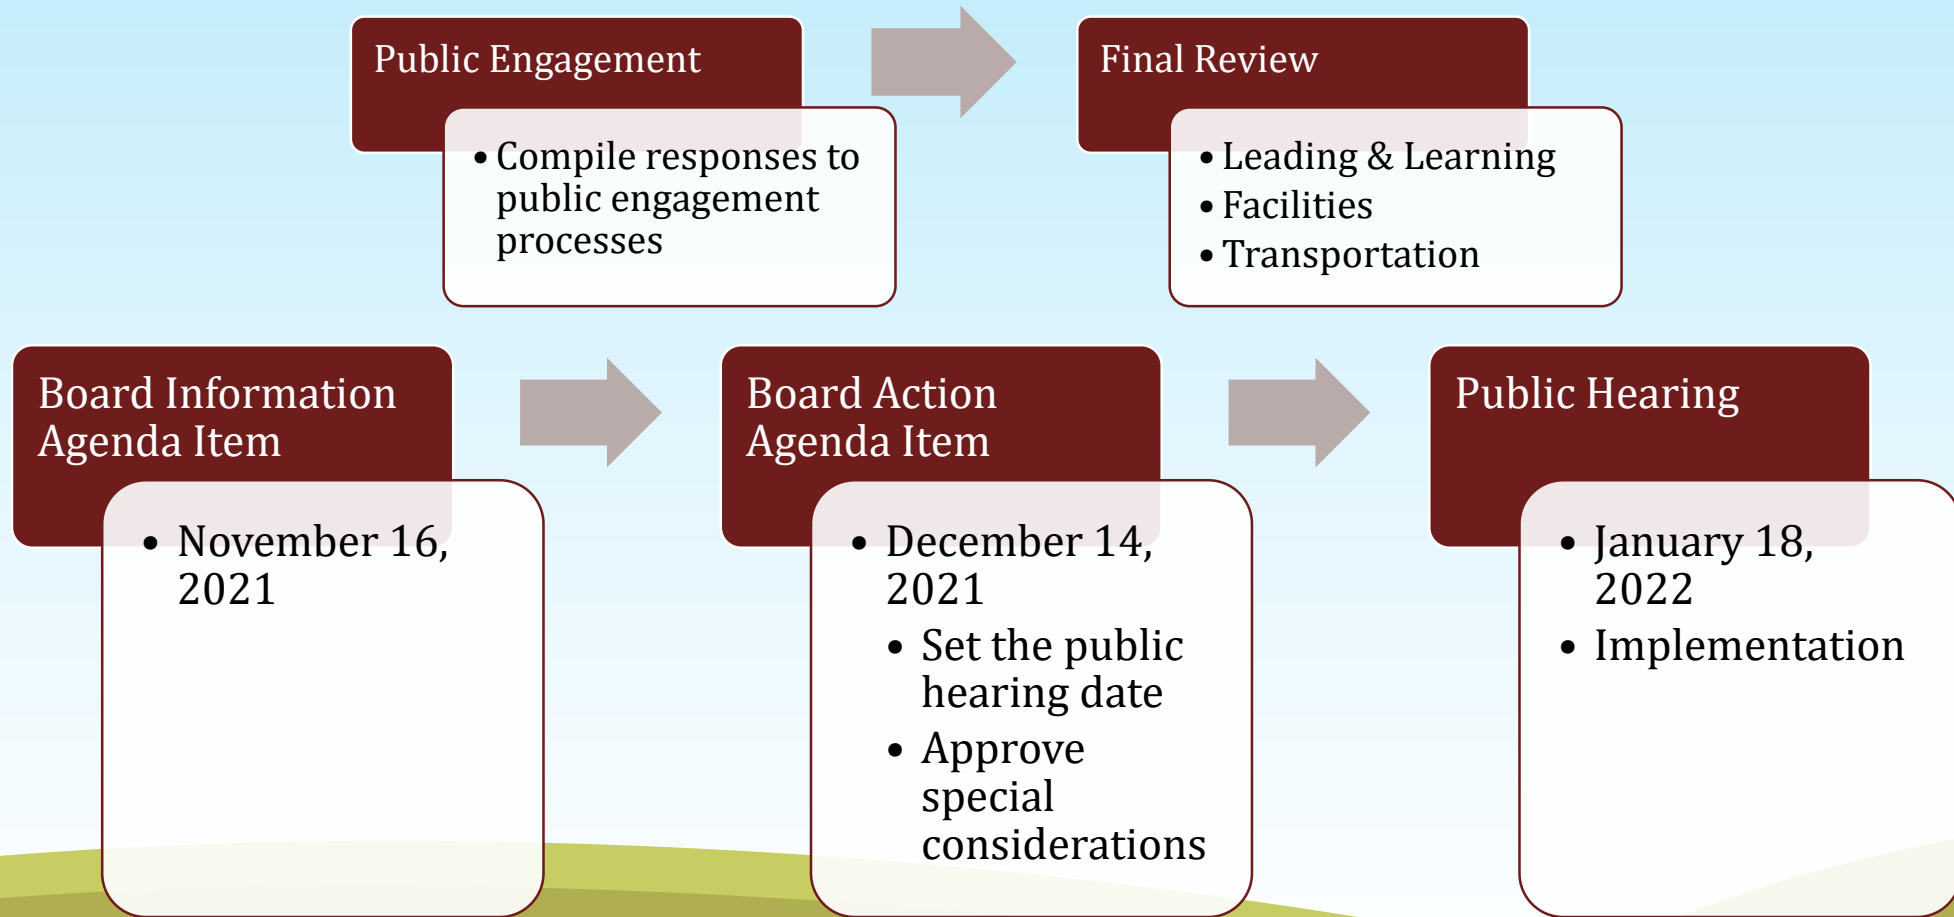 Public Engagement
• Compile responses to
public engagement
processes
Final Review
• Leading & Learning
• Facilities
• Transportation
Board Information
Agenda Item
• November 16,
2021
Board Action
Agenda Item
• December 14,
2021
• Set the public
hearing date
• Approve
special
considerations
Public Hearing
• January 18,
2022
• Implementation